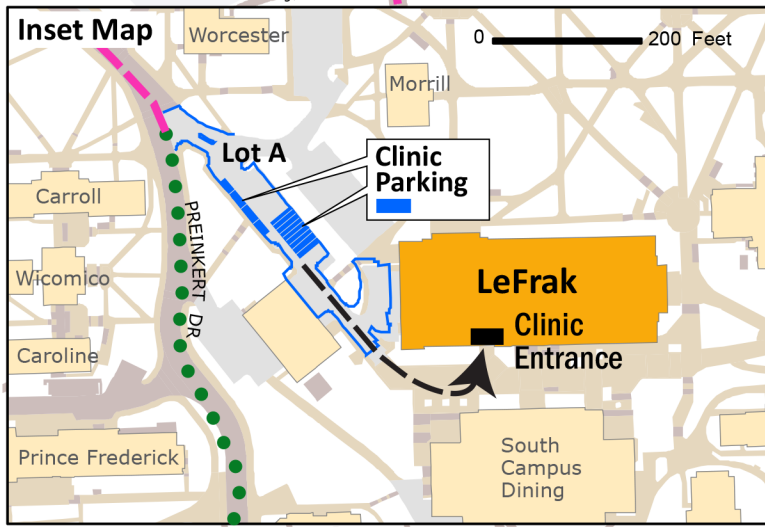 Inset Map
Worcester
0 200 Feet
Morrill
Lot A
Clinic
Parking
Carroll
PREINKERT DR
Wicomico
LeFrak
Clinic
Entrance
Caroline
Prince Frederick
South
Campus
Dining